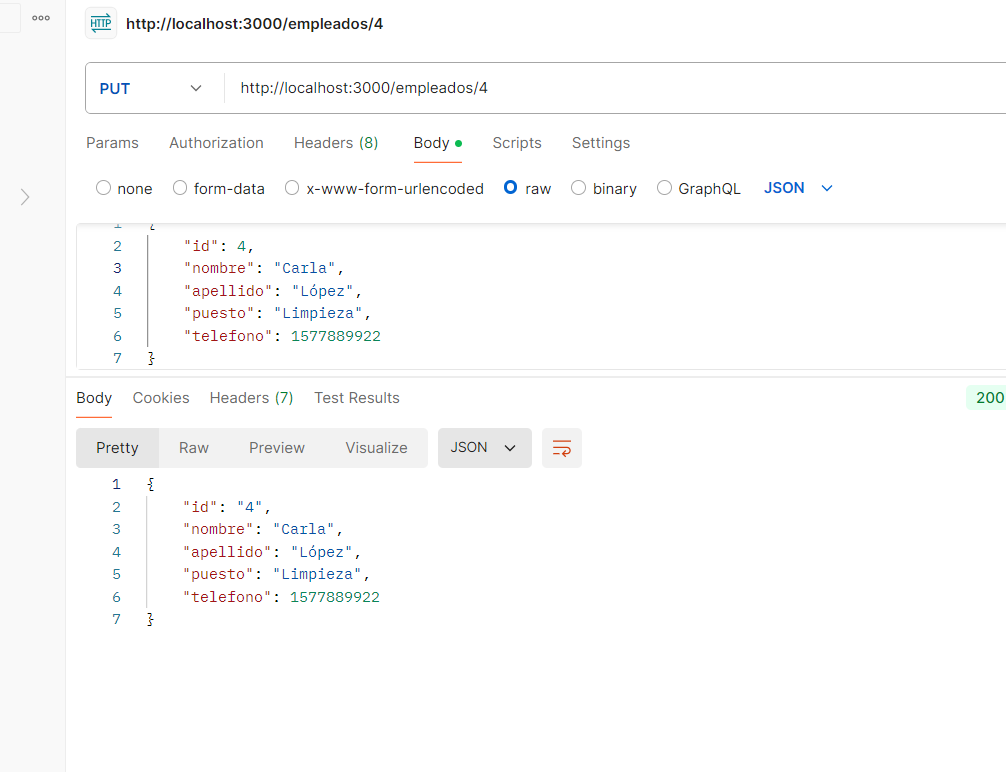 HTTP http://localhost:3000/empleados/4
PUT http://localhost:3000/empleados/4
Params Authorization Headers (8) Body Scripts Settings
none form-data x-www-form-urlencoded raw binary GraphQL JSON
1 {
2 "id": 4,
3 "nombre": "Carla",
4 "apellido": "López",
5 "puesto": "Limpieza",
6 "telefono": 1577889922
7 }
Body Cookies Headers (7) Test Results 200
Pretty Raw Preview Visualize JSON
1 {
2 "id": "4",
3 "nombre": "Carla",
4 "apellido": "López",
5 "puesto": "Limpieza",
6 "telefono": 1577889922
7 }